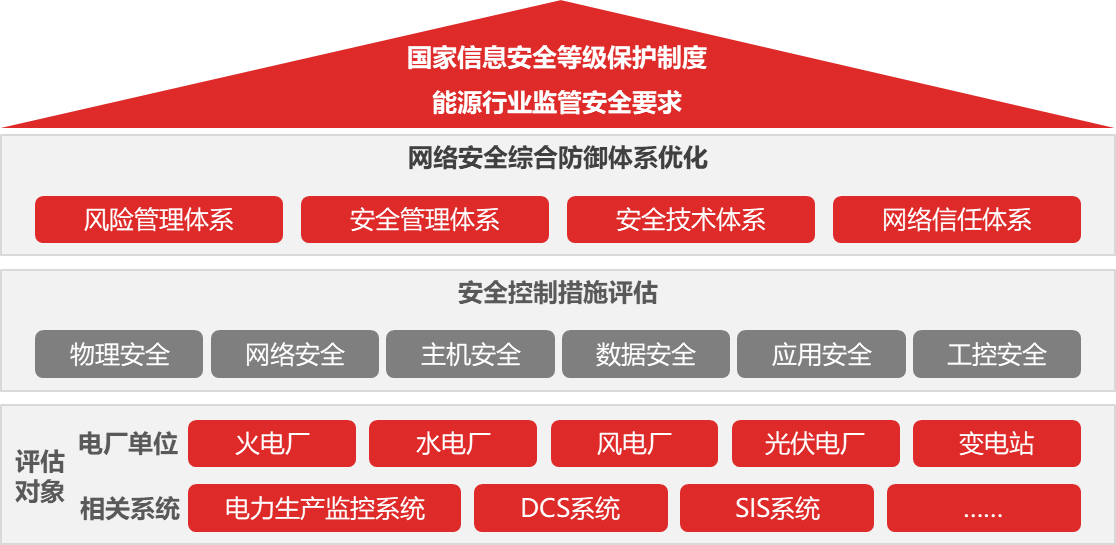 国家信息安全等级保护制度
能源行业监管安全要求
网络安全综合防御体系优化
风险管理体系 安全管理体系 安全技术体系 网络信任体系
安全控制措施评估
物理安全 网络安全 主机安全 数据安全 应用安全 工控安全
评估
对象
电厂单位 火电厂 水电厂 风电厂 光伏电厂 变电站
相关系统 电力生产监控系统 DCS系统 SIS系统 ......